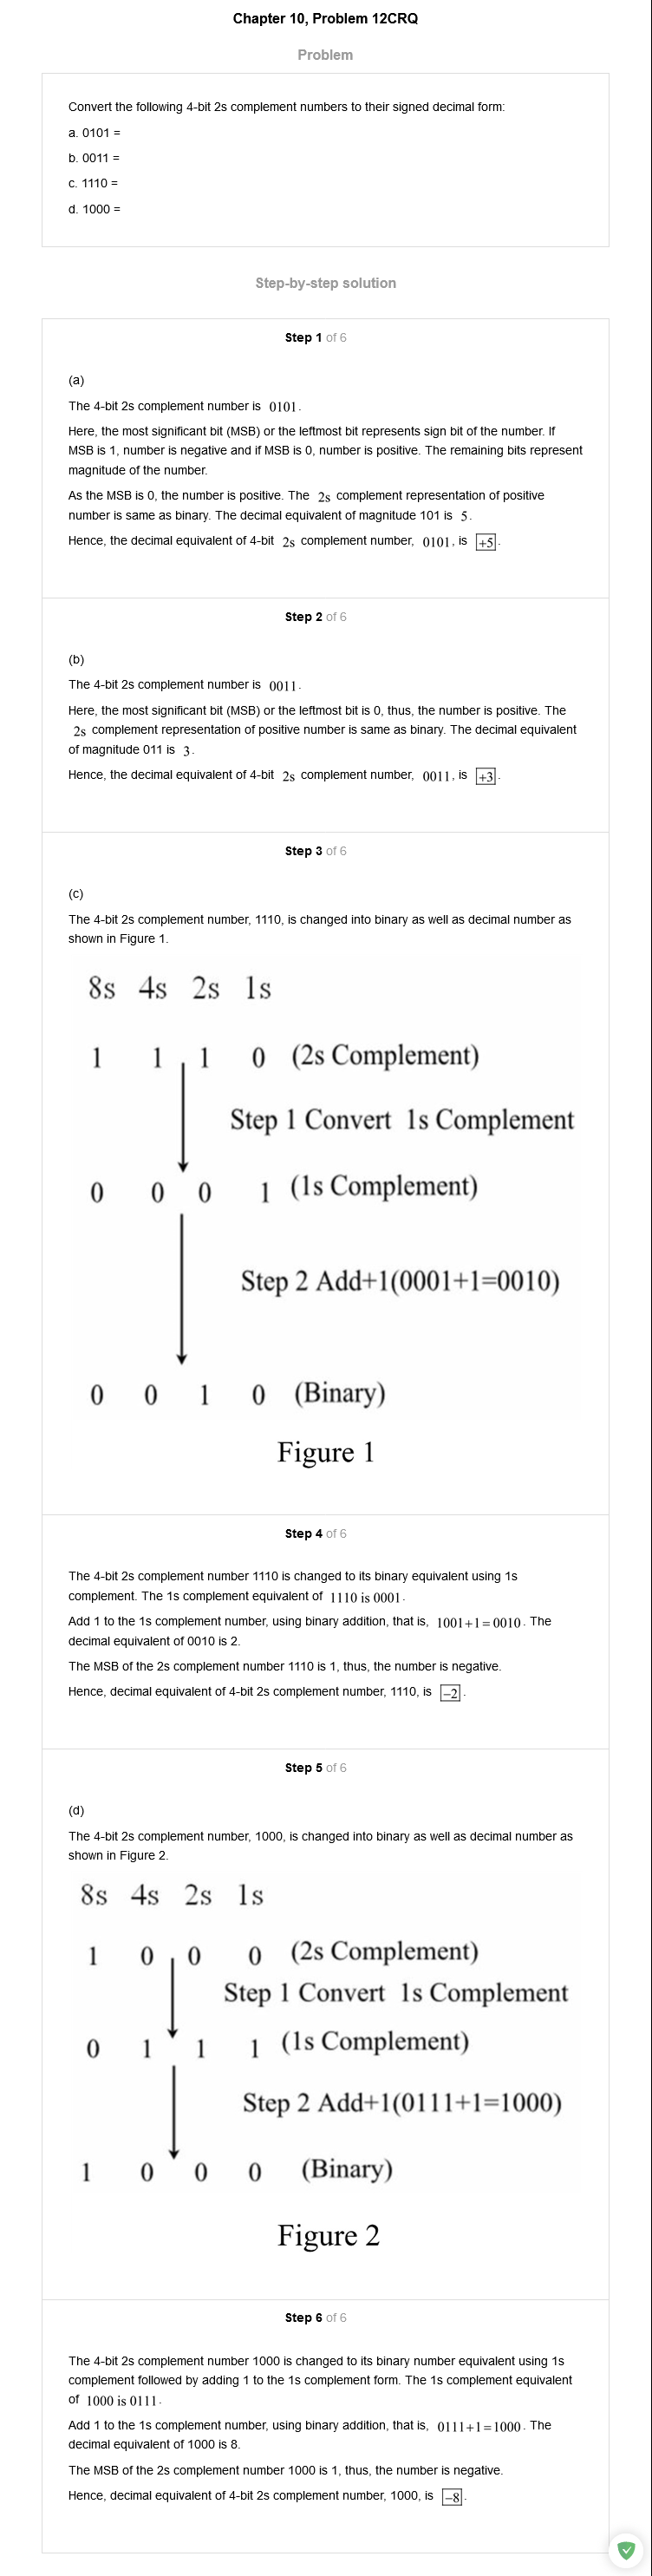 Chapter 10, Problem 12CRQ
Problem
Convert the following 4-bit 2s complement numbers to their signed decimal form:
a. 0101 =
b. 0011 =
c. 1110 =
d. 1000 =
Step-by-step solution
Step 1 of 6
(a)
The 4-bit 2s complement number is 0101.
Here, the most significant bit (MSB) or the leftmost bit represents sign bit of the number. If
MSB is 1, number is negative and if MSB is 0, number is positive. The remaining bits represent
magnitude of the number.
As the MSB is 0, the number is positive. The 2s complement representation of positive
number is same as binary. The decimal equivalent of magnitude 101 is 5.
Hence, the decimal equivalent of 4-bit 2s complement number, 0101, is +5.
Step 2 of 6
(b)
The 4-bit 2s complement number is 0011.
Here, the most significant bit (MSB) or the leftmost bit is 0, thus, the number is positive. The
2s complement representation of positive number is same as binary. The decimal equivalent
of magnitude 011 is 3.
Hence, the decimal equivalent of 4-bit 2s complement number, 0011, is +3.
Step 3 of 6
(c)
The 4-bit 2s complement number, 1110, is changed into binary as well as decimal number as
shown in Figure 1.
8s 4s 2s 1s
1 1 1 0 (2s Complement)
Step 1 Convert 1s Complement
0 0 0 1 (1s Complement)
Step 2 Add+1(0001+1=0010)
0 0 1 0 (Binary)
Figure 1
Step 4 of 6
The 4-bit 2s complement number 1110 is changed to its binary equivalent using 1s
complement. The 1s complement equivalent of 1110 is 0001.
Add 1 to the 1s complement number, using binary addition, that is, 1001+1=0010. The
decimal equivalent of 0010 is 2.
The MSB of the 2s complement number 1110 is 1, thus, the number is negative.
Hence, decimal equivalent of 4-bit 2s complement number, 1110, is −2.
Step 5 of 6
(d)
The 4-bit 2s complement number, 1000, is changed into binary as well as decimal number as
shown in Figure 2.
8s 4s 2s 1s
1 0 0 0 (2s Complement)
Step 1 Convert 1s Complement
0 1 1 1 (1s Complement)
Step 2 Add+1(0111+1=1000)
1 0 0 0 (Binary)
Figure 2
Step 6 of 6
The 4-bit 2s complement number 1000 is changed to its binary number equivalent using 1s
complement followed by adding 1 to the 1s complement form. The 1s complement equivalent
of 1000 is 0111.
Add 1 to the 1s complement number, using binary addition, that is, 0111+1=1000. The
decimal equivalent of 1000 is 8.
The MSB of the 2s complement number 1000 is 1, thus, the number is negative.
Hence, decimal equivalent of 4-bit 2s complement number, 1000, is −8.